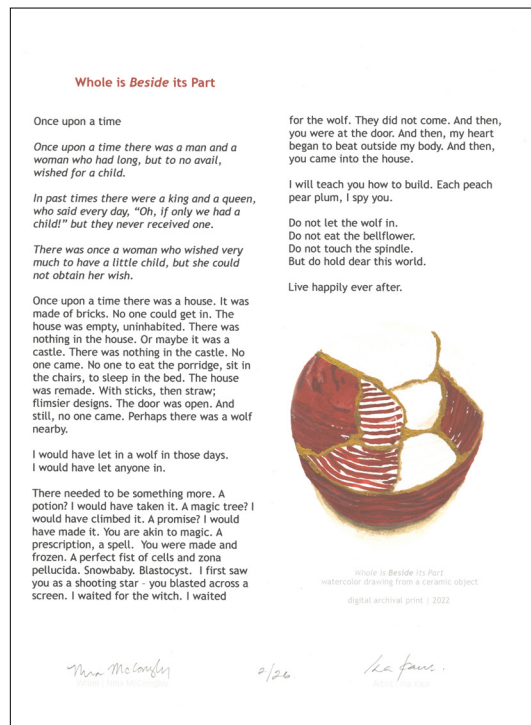 Whole is Beside its Part
Once upon a time
Once upon a time there was a man and a
woman who had long, but to no avail,
wished for a child.
In past times there were a king and a queen,
who said every day, “Oh, if only we had a
child!” but they never received one.
There was once a woman who wished very
much to have a little child, but she could
not obtain her wish.
Once upon a time there was a house. It was
made of bricks. No one could get in. The
house was empty, uninhabited. There was
nothing in the house. Or maybe it was a
castle. There was nothing in the castle. No
one came. No one to eat the porridge, sit in
the chairs, to sleep in the bed. The house
was remade. With sticks, then straw;
flimsier designs. The door was open. And
still, no one came. Perhaps there was a wolf
nearby.
I would have let in a wolf in those days.
I would have let anyone in.
There needed to be something more. A
potion? I would have taken it. A magic tree? I
would have climbed it. A promise? I would
have made it. You are akin to magic. A
prescription, a spell. You were made and
frozen. A perfect fist of cells and zona
pellucida. Snowbaby. Blastocyst. I first saw
you as a shooting star – you blasted across a
screen. I waited for the witch. I waited
for the wolf. They did not come. And then,
you were at the door. And then, my heart
began to beat outside my body. And then,
you came into the house.
I will teach you how to build. Each peach
pear plum, I spy you.
Do not let the wolf in.
Do not eat the bellflower.
Do not touch the spindle.
But do hold dear this world.
Live happily ever after.
Whole is Beside its Part
watercolor drawing from a ceramic object
digital archival print | 2022
2/26